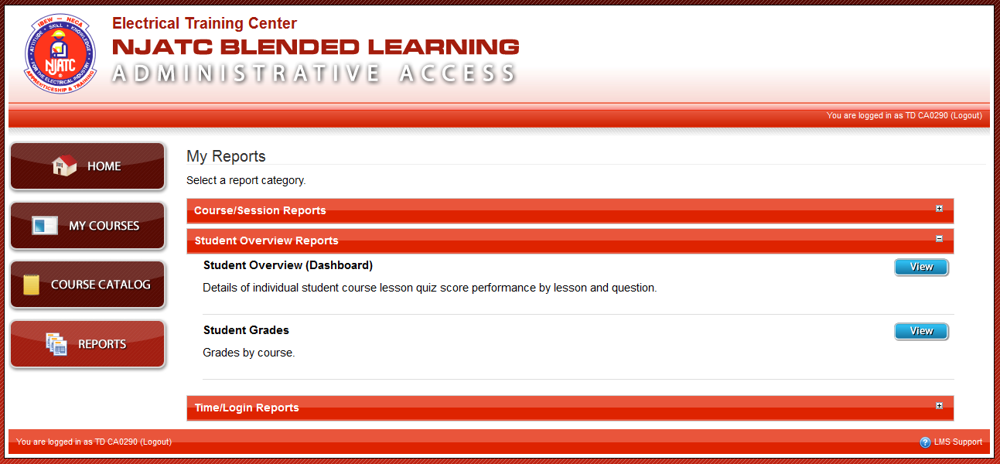 IBEW – NECA
ATTITUDE • SKILL • KNOWLEDGE
NJATC
FOR THE ELECTRICAL INDUSTRY
APPRENTICESHIP & TRAINING
Electrical Training Center
NJATC BLENDED LEARNING
ADMINISTRATIVE ACCESS
You are logged in as TD CA0290 (Logout)
HOME
MY COURSES
COURSE CATALOG
REPORTS
My Reports
Select a report category.
Course/Session Reports
Student Overview Reports
Student Overview (Dashboard)
View
Details of individual student course lesson quiz score performance by lesson and question.
Student Grades
View
Grades by course.
Time/Login Reports
You are logged in as TD CA0290 (Logout)
? LMS Support